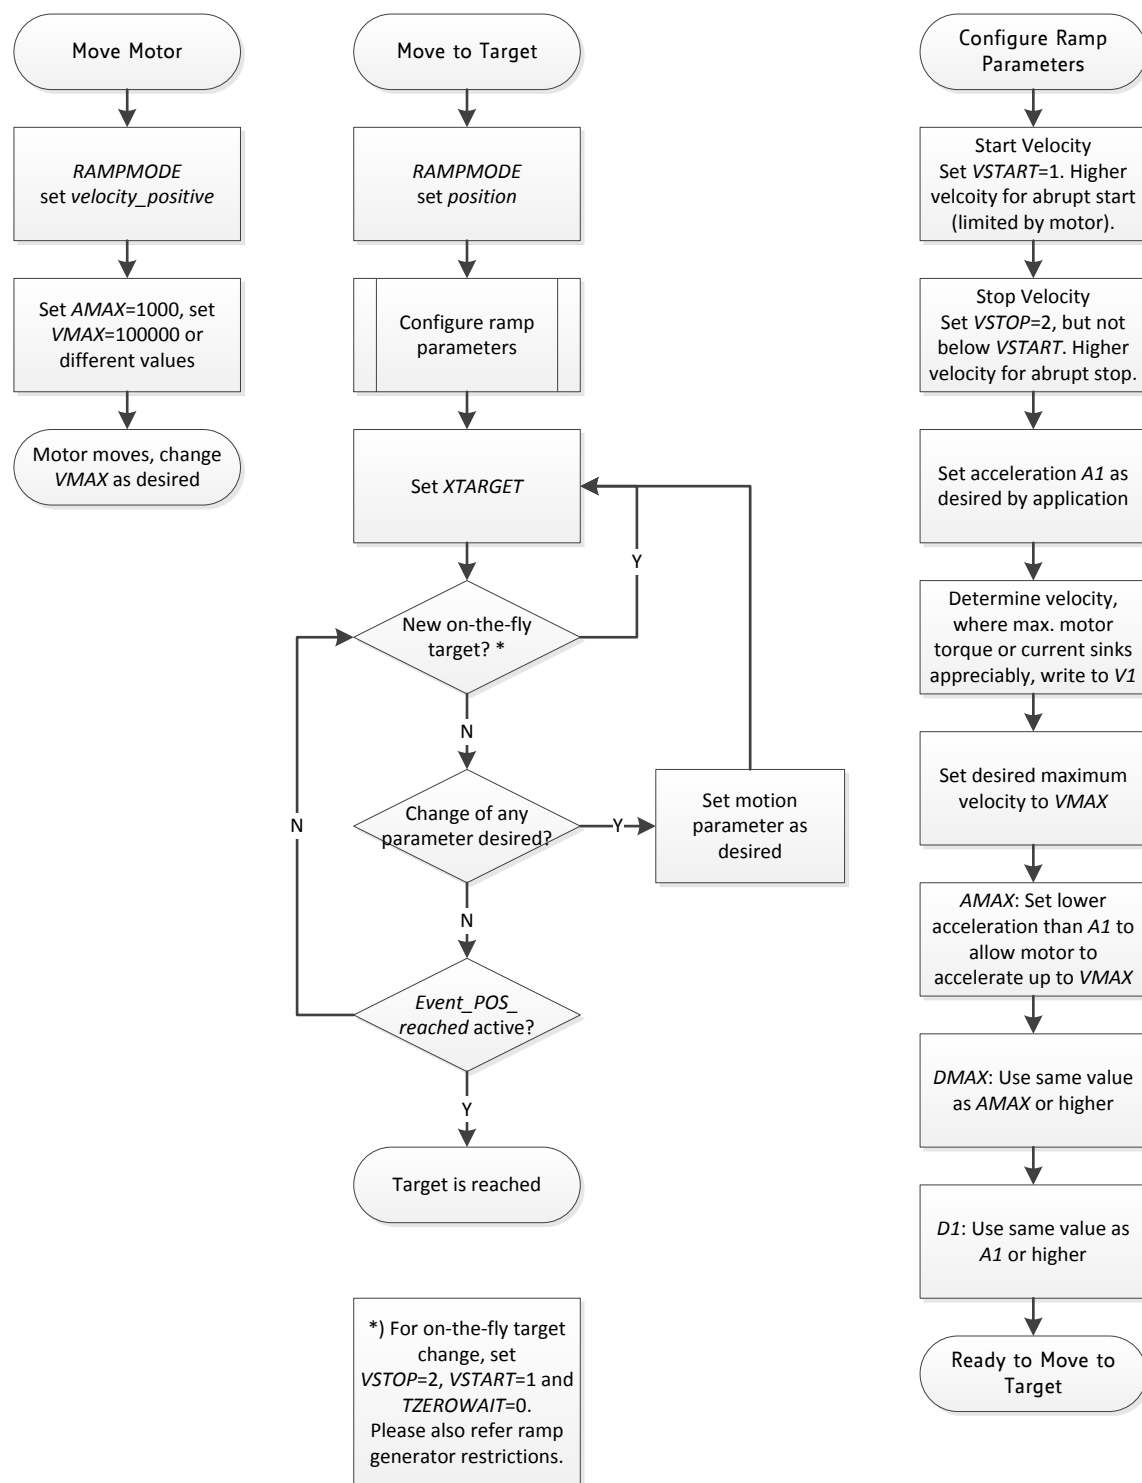 Move Motor
RAMPMODE
set velocity_positive
Set AMAX=1000, set
VMAX=100000 or
different values
Motor moves, change
VMAX as desired
Move to Target
RAMPMODE
set position
Configure ramp
parameters
Set XTARGET
Y
New on-the-fly
target? *
N
N
Change of any
parameter desired?
Y
Set motion
parameter as
desired
N
Event_POS_
reached active?
Y
Target is reached
*) For on-the-fly target
change, set
VSTOP=2, VSTART=1 and
TZEROWAIT=0.
Please also refer ramp
generator restrictions.
Configure Ramp
Parameters
Start Velocity
Set VSTART=1. Higher
velcoity for abrupt start
(limited by motor).
Stop Velocity
Set VSTOP=2, but not
below VSTART. Higher
velocity for abrupt stop.
Set acceleration A1 as
desired by application
Determine velocity,
where max. motor
torque or current sinks
appreciably, write to V1
Set desired maximum
velocity to VMAX
AMAX: Set lower
acceleration than A1 to
allow motor to
accelerate up to VMAX
DMAX: Use same value
as AMAX or higher
D1: Use same value as
A1 or higher
Ready to Move to
Target